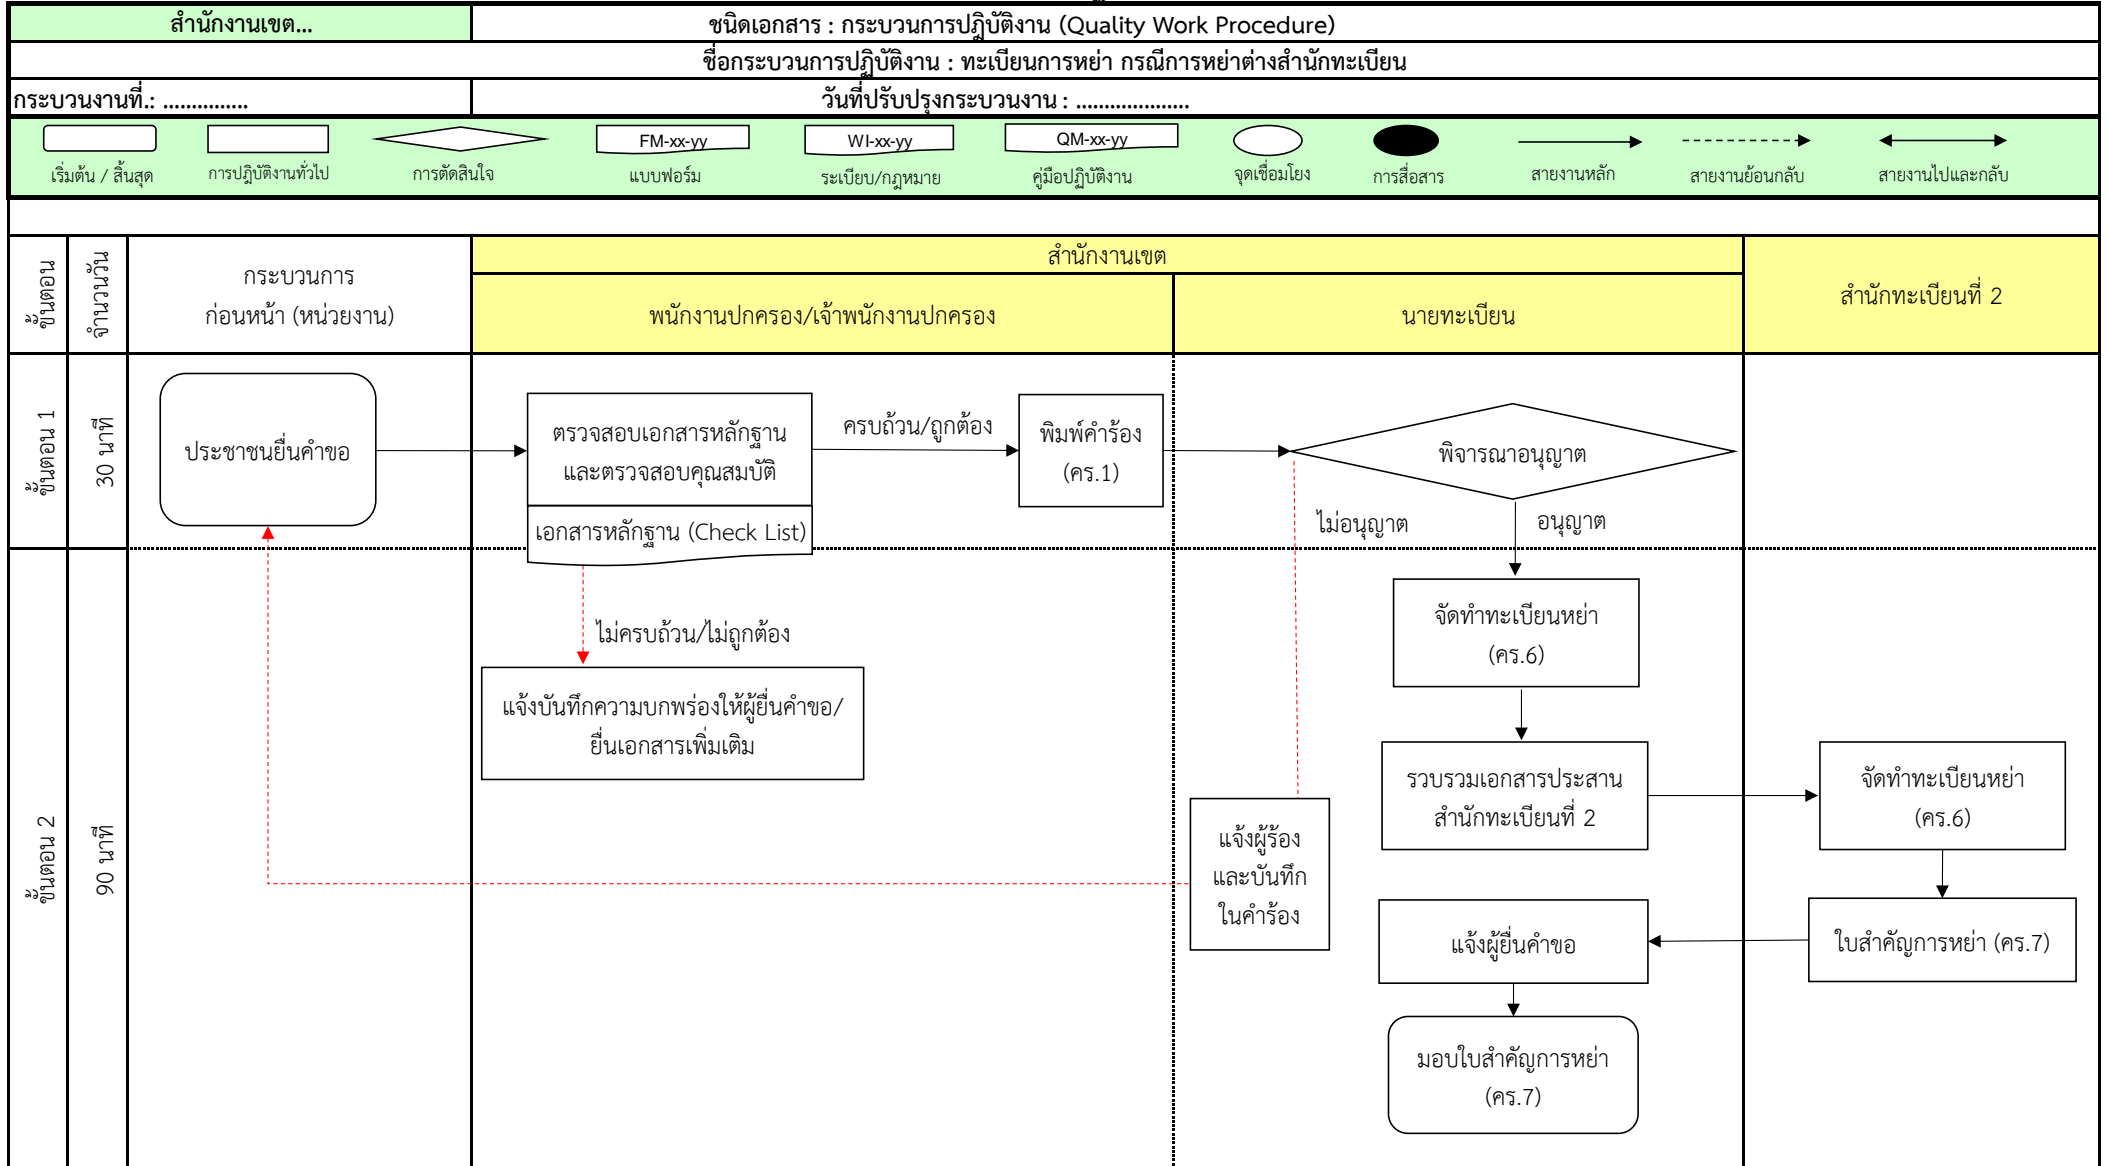 สำนักงานเขต...
ชนิดเอกสาร : กระบวนการปฏิบัติงาน (Quality Work Procedure)
ชื่อกระบวนการปฏิบัติงาน : ทะเบียนการหย่า กรณีการหย่าต่างสำนักทะเบียน
กระบวนงานที่.: ...............
วันที่ปรับปรุงกระบวนงาน : ....................
FM-xx-yy
WI-xx-yy
QM-xx-yy
เริ่มต้น / สิ้นสุด
การปฏิบัติงานทั่วไป
การตัดสินใจ
แบบฟอร์ม
ระเบียบ/กฎหมาย
คู่มือปฏิบัติงาน
จุดเชื่อมโยง
การสื่อสาร
สายงานหลัก
สายงานย้อนกลับ
สายงานไปและกลับ
ขั้นตอน
จำนวนวัน
กระบวนการ
ก่อนหน้า (หน่วยงาน)
สำนักงานเขต
พนักงานปกครอง/เจ้าพนักงานปกครอง
นายทะเบียน
สำนักทะเบียนที่ 2
ขั้นตอน 1
30 นาที
ประชาชนยื่นคำขอ
ตรวจสอบเอกสารหลักฐาน
และตรวจสอบคุณสมบัติ
เอกสารหลักฐาน (Check List)
ครบถ้วน/ถูกต้อง
พิมพ์คำร้อง
(คร.1)
พิจารณาอนุญาต
ไม่อนุญาต
อนุญาต
ขั้นตอน 2
90 นาที
ไม่ครบถ้วน/ไม่ถูกต้อง
แจ้งบันทึกความบกพร่องให้ผู้ยื่นคำขอ/
ยื่นเอกสารเพิ่มเติม
จัดทำทะเบียนหย่า
(คร.6)
รวบรวมเอกสารประสาน
สำนักทะเบียนที่ 2
จัดทำทะเบียนหย่า
(คร.6)
แจ้งผู้ร้อง
และบันทึก
ในคำร้อง
แจ้งผู้ยื่นคำขอ
ใบสำคัญการหย่า (คร.7)
มอบใบสำคัญการหย่า
(คร.7)